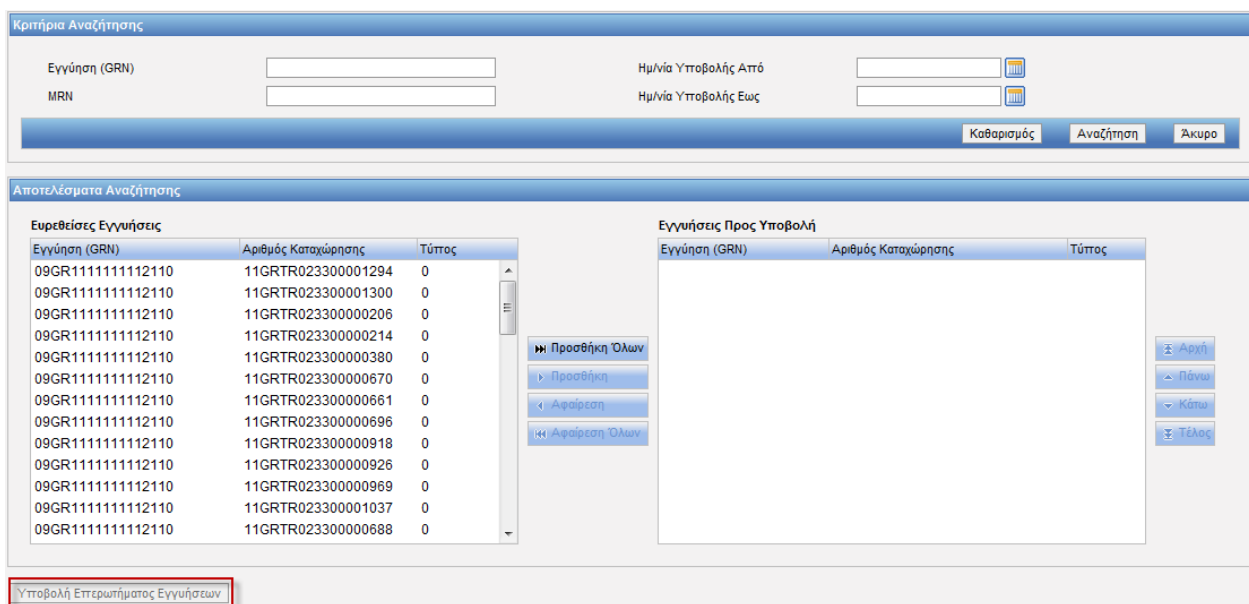 Κριτήρια Αναζήτησης
Εγγύηση (GRN) Ημ/νία Υποβολής Από
MRN Ημ/νία Υποβολής Εως
Καθαρισμός Αναζήτηση Άκυρο
Αποτελέσματα Αναζήτησης
Ευρεθείσες Εγγυήσεις Εγγυήσεις Προς Υποβολή
Εγγύηση (GRN) Αριθμός Καταχώρησης Τύπος Εγγύηση (GRN) Αριθμός Καταχώρησης Τύπος
09GR1111111112110 11GRTR023300001294 0
09GR1111111112110 11GRTR023300001300 0
09GR1111111112110 11GRTR023300000206 0
09GR1111111112110 11GRTR023300000214 0
09GR1111111112110 11GRTR023300000380 0
09GR1111111112110 11GRTR023300000670 0
09GR1111111112110 11GRTR023300000661 0
09GR1111111112110 11GRTR023300000696 0
09GR1111111112110 11GRTR023300000918 0
09GR1111111112110 11GRTR023300000926 0
09GR1111111112110 11GRTR023300000969 0
09GR1111111112110 11GRTR023300001037 0
09GR1111111112110 11GRTR023300000688 0
Προσθήκη Όλων
Προσθήκη
Αφαίρεση
Αφαίρεση Όλων
Αρχή
Πάνω
Κάτω
Τέλος
Υποβολή Επερωτήματος Εγγυήσεων